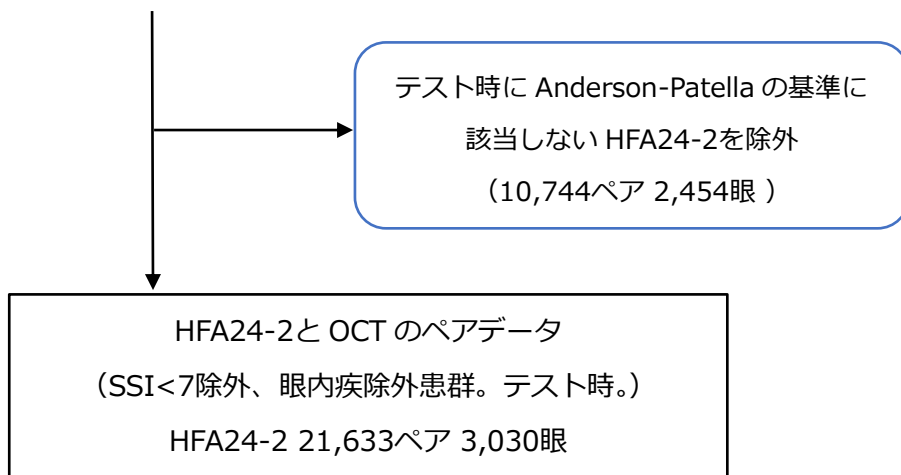 テスト時に Anderson-Patella の基準に
該当しない HFA24-2を除外
（10,744ペア 2,454眼 ）
HFA24-2と OCT のペアデータ
（SSI<7除外、眼内疾除外患群。テスト時。）
HFA24-2 21,633ペア 3,030眼